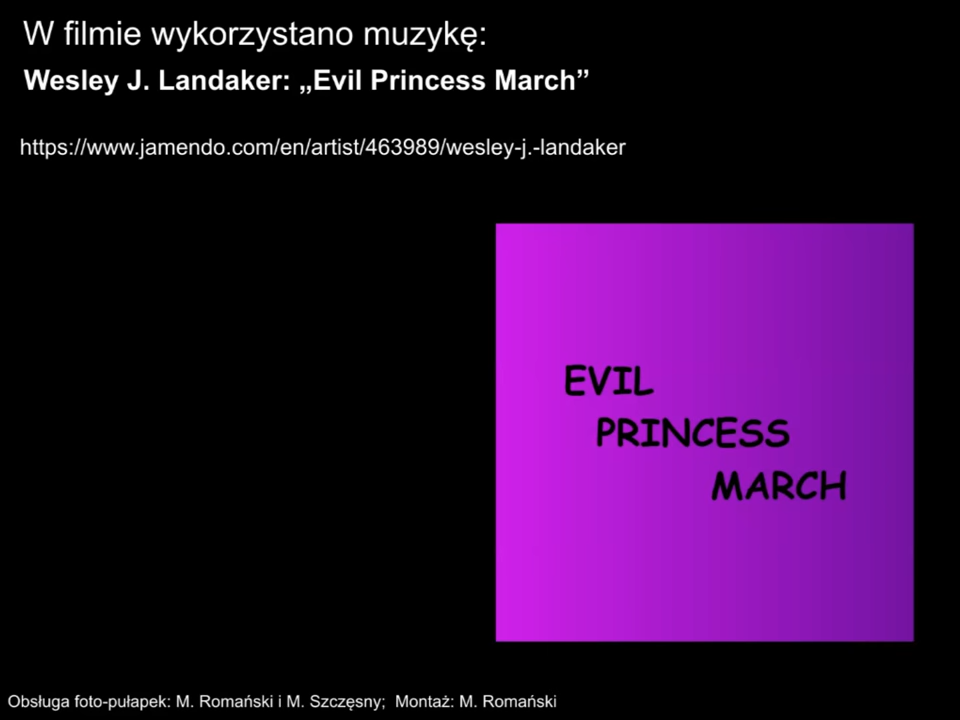 W filmie wykorzystano muzykę:
Wesley J. Landaker: „Evil Princess March”
https://www.jamendo.com/en/artist/463989/wesley-j.-landaker
EVIL
PRINCESS
MARCH
Obsługa foto-pułapek: M. Romański i M. Szczęsny; Montaż: M. Romański